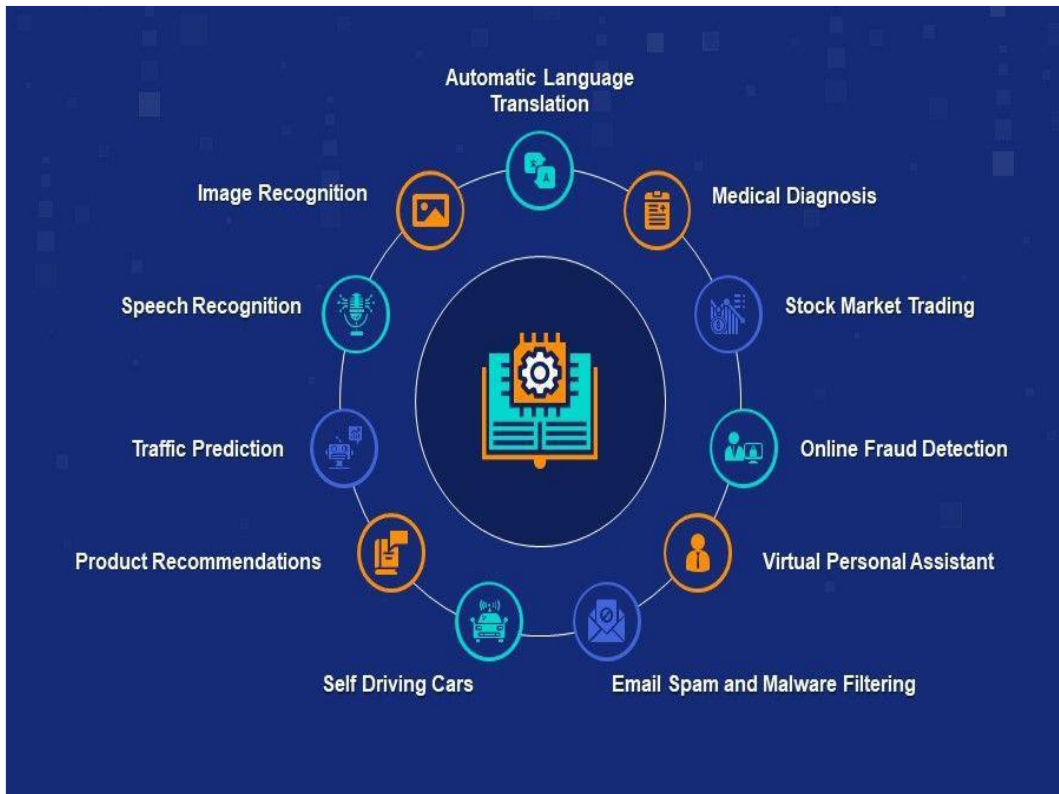 Automatic Language
Translation
Image Recognition
Medical Diagnosis
Speech Recognition
Stock Market Trading
Traffic Prediction
Online Fraud Detection
Product Recommendations
Virtual Personal Assistant
Self Driving Cars
Email Spam and Malware Filtering